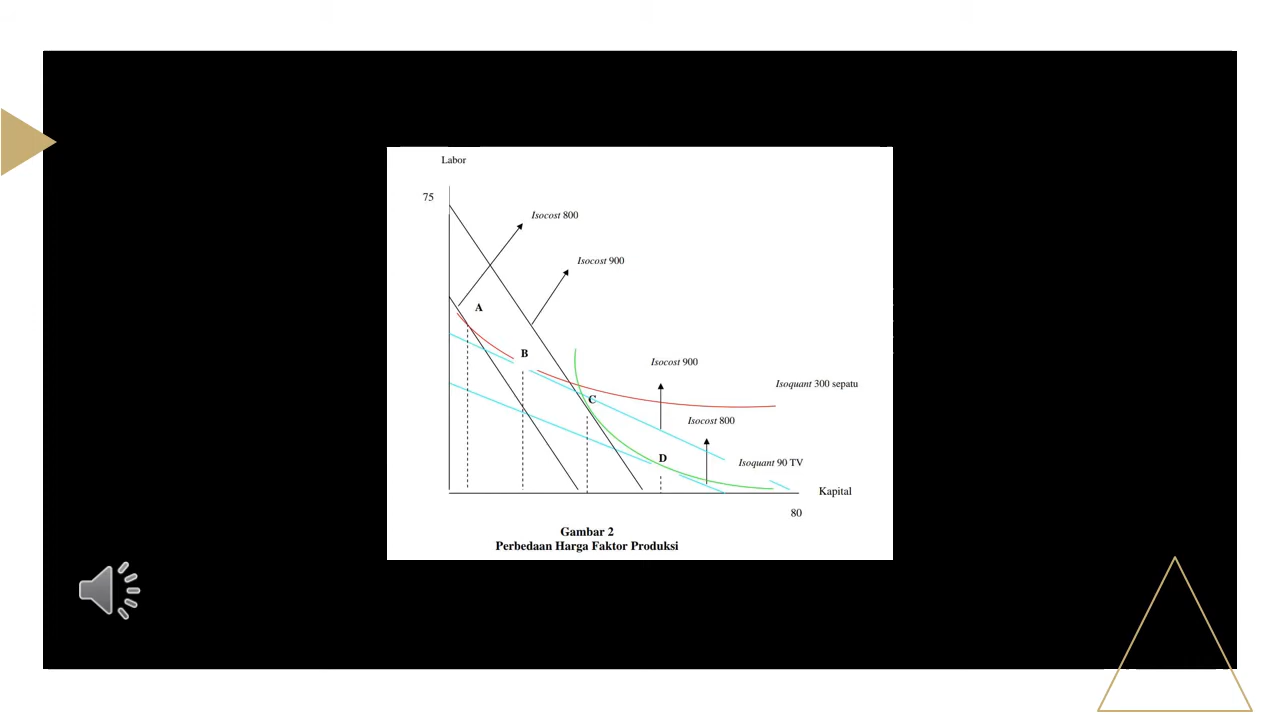 Labor
75
Isocost 800
Isocost 900
A
B
Isocost 900
Isoquant 300 sepatu
C
Isocost 800
D
Isoquant 90 TV
Kapital
80
Gambar 2
Perbedaan Harga Faktor Produksi